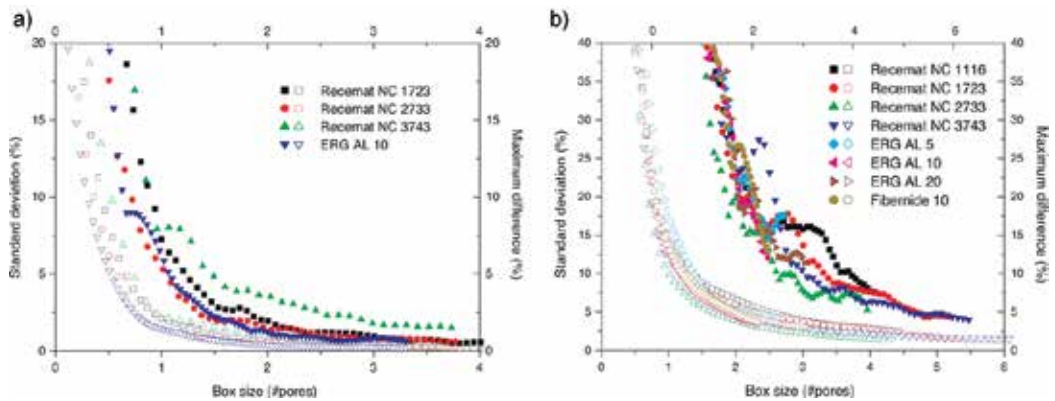 a)
0 1 2 3 4
20
15
10
5
0
Standard deviation (%)
Recemat NC 1723
Recemat NC 2733
Recemat NC 3743
ERG AL 10
20
15
10
5
0
Maximum difference (%)
0 1 2 3 4
Box size (#pores)
b)
0 2 4 6
40
35
30
25
20
15
10
5
0
Standard deviation (%)
Recemat NC 1116
Recemat NC 1723
Recemat NC 2733
Recemat NC 3743
ERG AL 5
ERG AL 10
ERG AL 20
Fibernide 10
40
35
30
25
20
15
10
5
0
Maximum difference (%)
0 1 2 3 4 5 6
Box size (#pores)